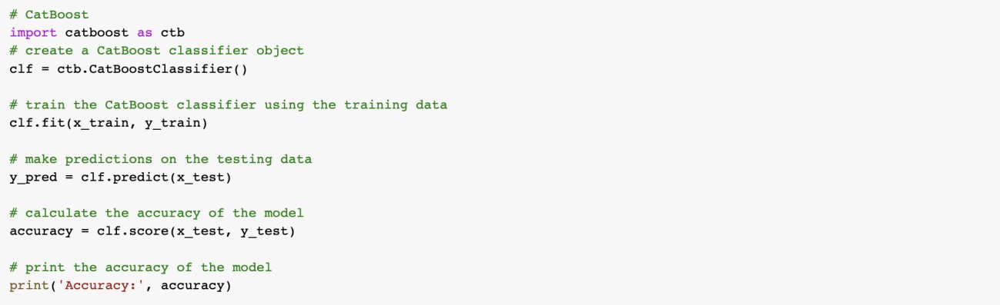 # CatBoost
import catboost as ctb
# create a CatBoost classifier object
clf = ctb.CatBoostClassifier()
# train the CatBoost classifier using the training data
clf.fit(x_train, y_train)
# make predictions on the testing data
y_pred = clf.predict(x_test)
# calculate the accuracy of the model
accuracy = clf.score(x_test, y_test)
# print the accuracy of the model
print('Accuracy:', accuracy)